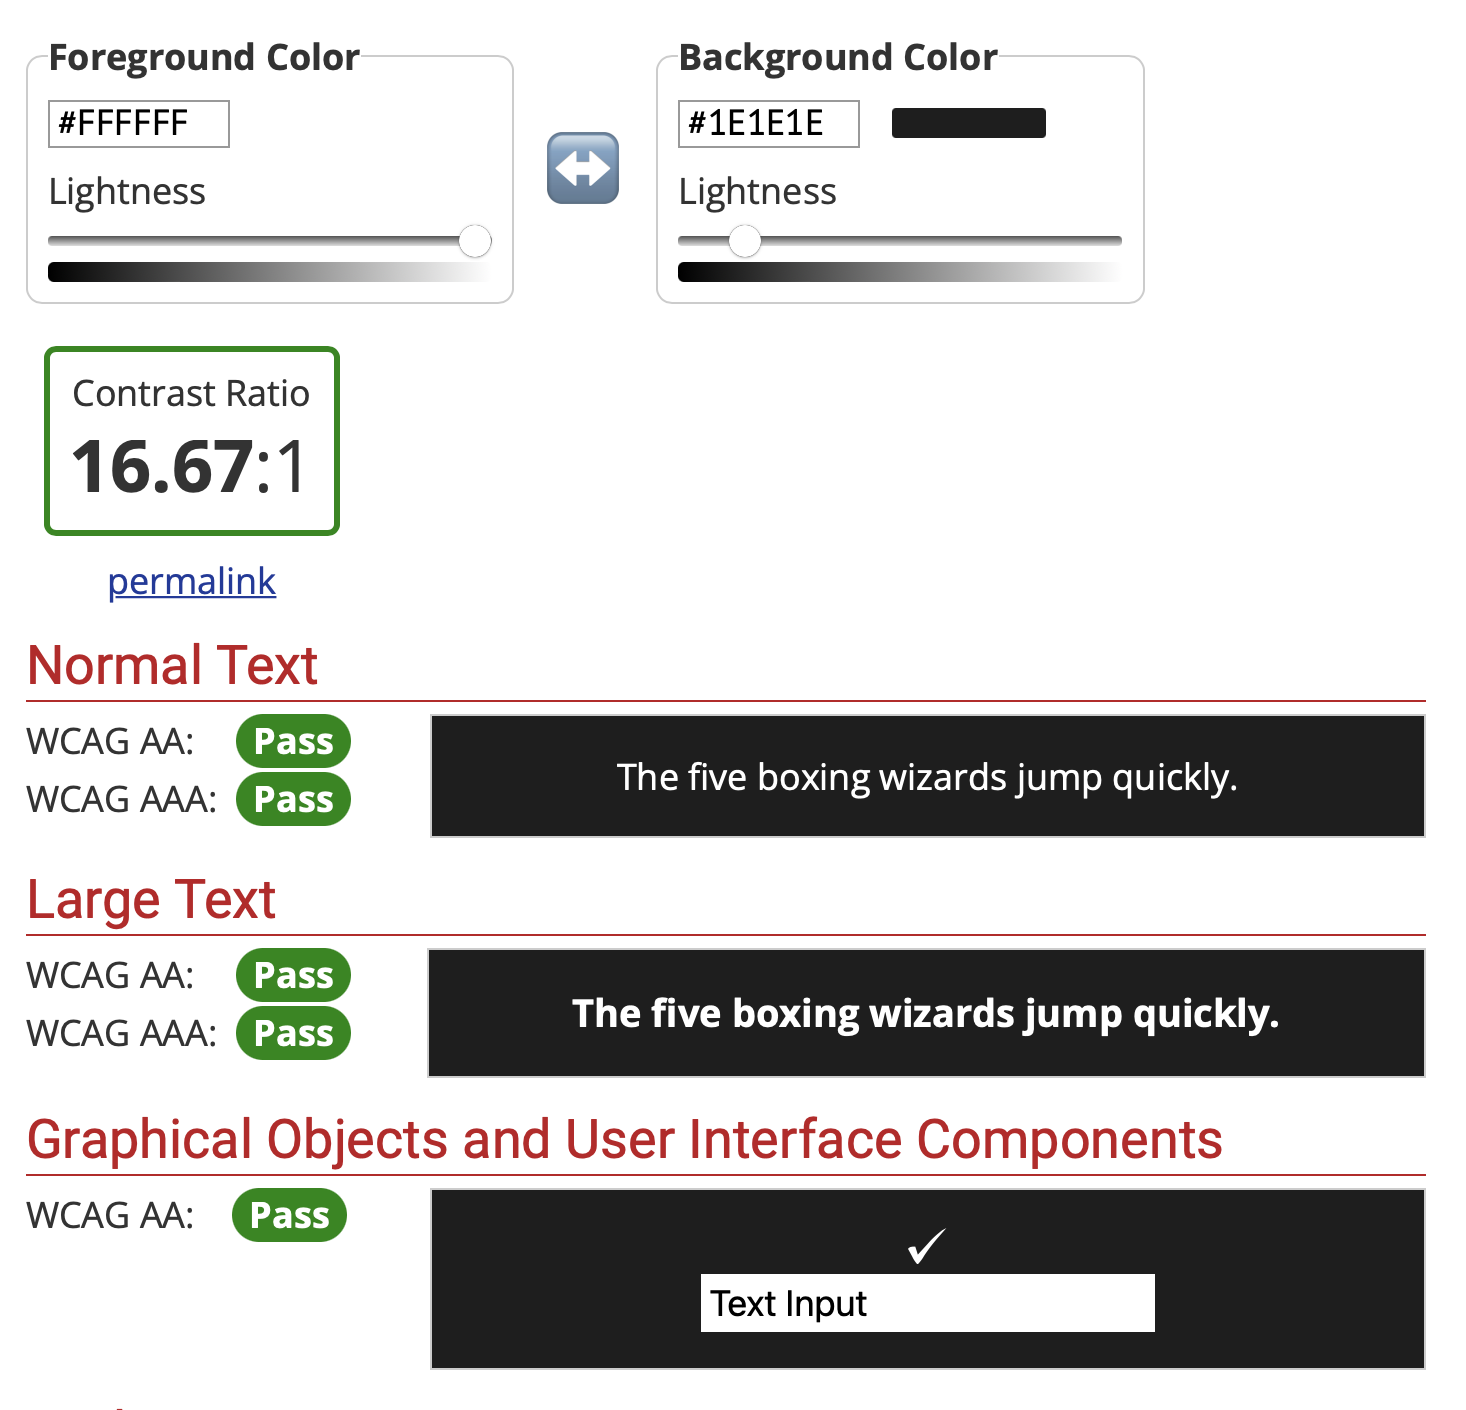 Foreground Color
Background Color
#FFFFFF
#1E1E1E
Lightness
Lightness
Contrast Ratio
16.67:1
permalink
Normal Text
WCAG AA: Pass
WCAG AAA: Pass
The five boxing wizards jump quickly.
Large Text
WCAG AA: Pass
WCAG AAA: Pass
The five boxing wizards jump quickly.
Graphical Objects and User Interface Components
WCAG AA: Pass
✓
Text Input